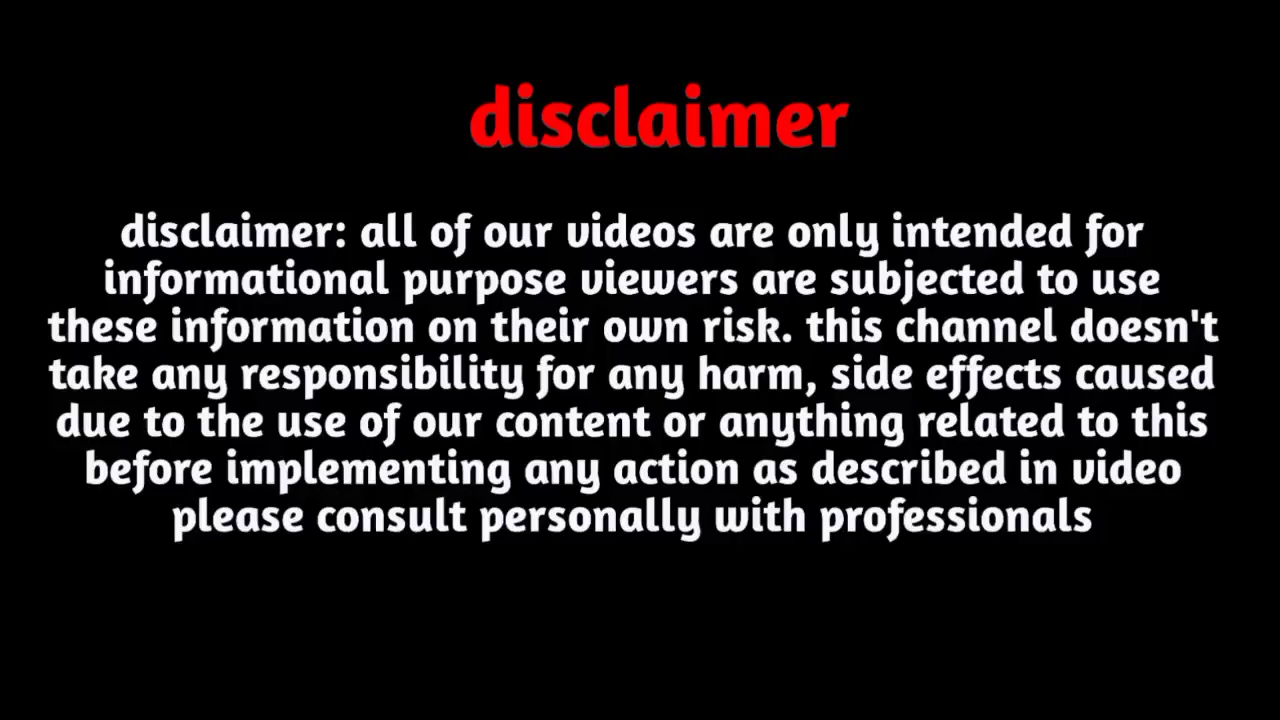 disclaimer
disclaimer: all of our videos are only intended for
informational purpose viewers are subjected to use
these information on their own risk. this channel doesn't
take any responsibility for any harm, side effects caused
due to the use of our content or anything related to this
before implementing any action as described in video
please consult personally with professionals